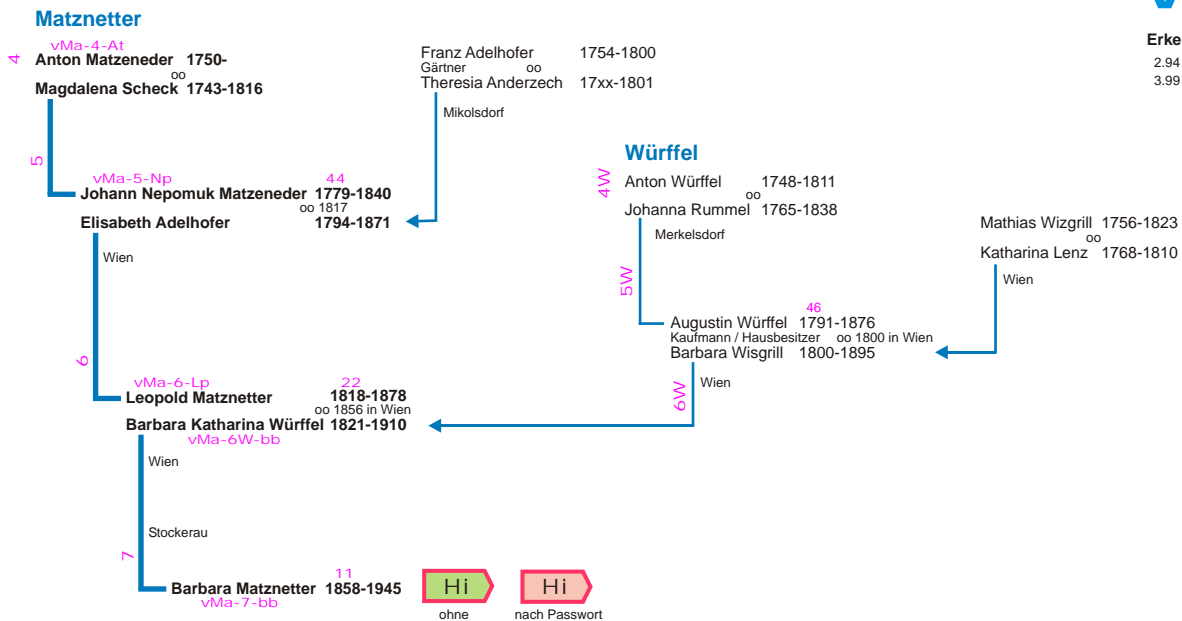 Matznetter
vMa-4-At
4
Anton Matzeneder 1750-
oo
Magdalena Scheck 1743-1816
Franz Adelhofer 1754-1800
Gärtner oo
Theresia Anderzech 17xx-1801
Mikolsdorf
Erke
2.94
3.99
5
vMa-5-Np 44
Johann Nepomuk Matzeneder 1779-1840
oo 1817
Elisabeth Adelhofer 1794-1871
Wien
Würffel
4W
Anton Würffel 1748-1811
oo
Johanna Rummel 1765-1838
Merkelsdorf
Mathias Wizgrill 1756-1823
oo
Katharina Lenz 1768-1810
Wien
5W
46
Augustin Würffel 1791-1876
Kaufmann / Hausbesitzer oo 1800 in Wien
Barbara Wisgrill 1800-1895
6W
Wien
6
vMa-6-Lp 22
Leopold Matznetter 1818-1878
oo 1856 in Wien
Barbara Katharina Würffel 1821-1910
vMa-6W-bb
Wien
Stockerau
7
11
Barbara Matznetter 1858-1945
vMa-7-bb
Hi
ohne
Hi
nach Passwort